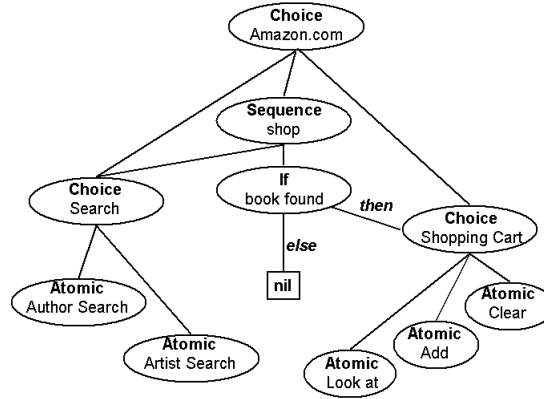 Choice
Amazon.com
Sequence
shop
If
book found
Choice
Search
then
Choice
Shopping Cart
else
nil
Atomic
Author Search
Atomic
Clear
Atomic
Add
Atomic
Artist Search
Atomic
Look at